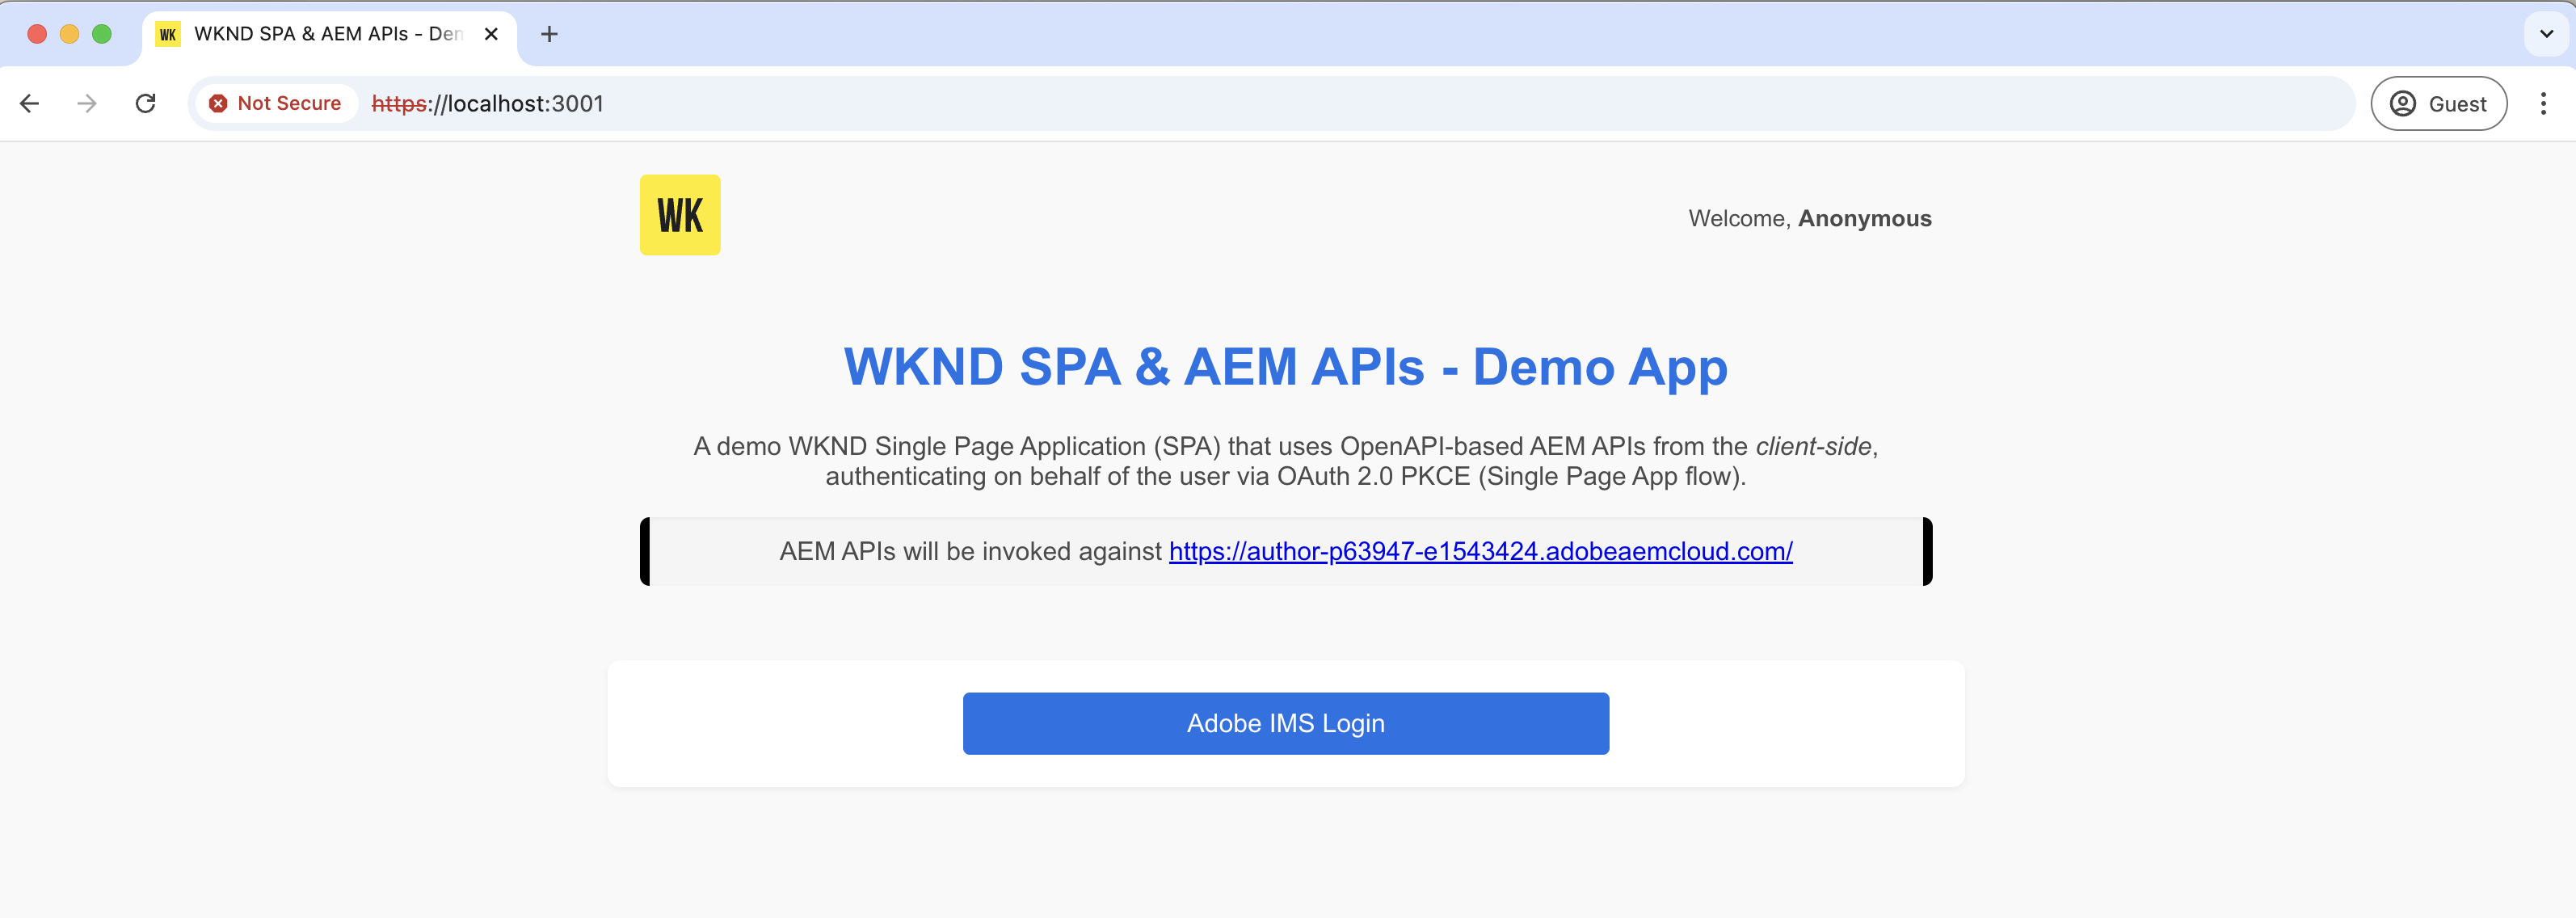 WK WKND SPA & AEM APIs - Den
Not Secure https://localhost:3001 Guest
WK
Welcome, Anonymous
WKND SPA & AEM APIs - Demo App
A demo WKND Single Page Application (SPA) that uses OpenAPI-based AEM APIs from the client-side,
authenticating on behalf of the user via OAuth 2.0 PKCE (Single Page App flow).
AEM APIs will be invoked against https://author-p63947-e1543424.adobeaemcloud.com/
Adobe IMS Login